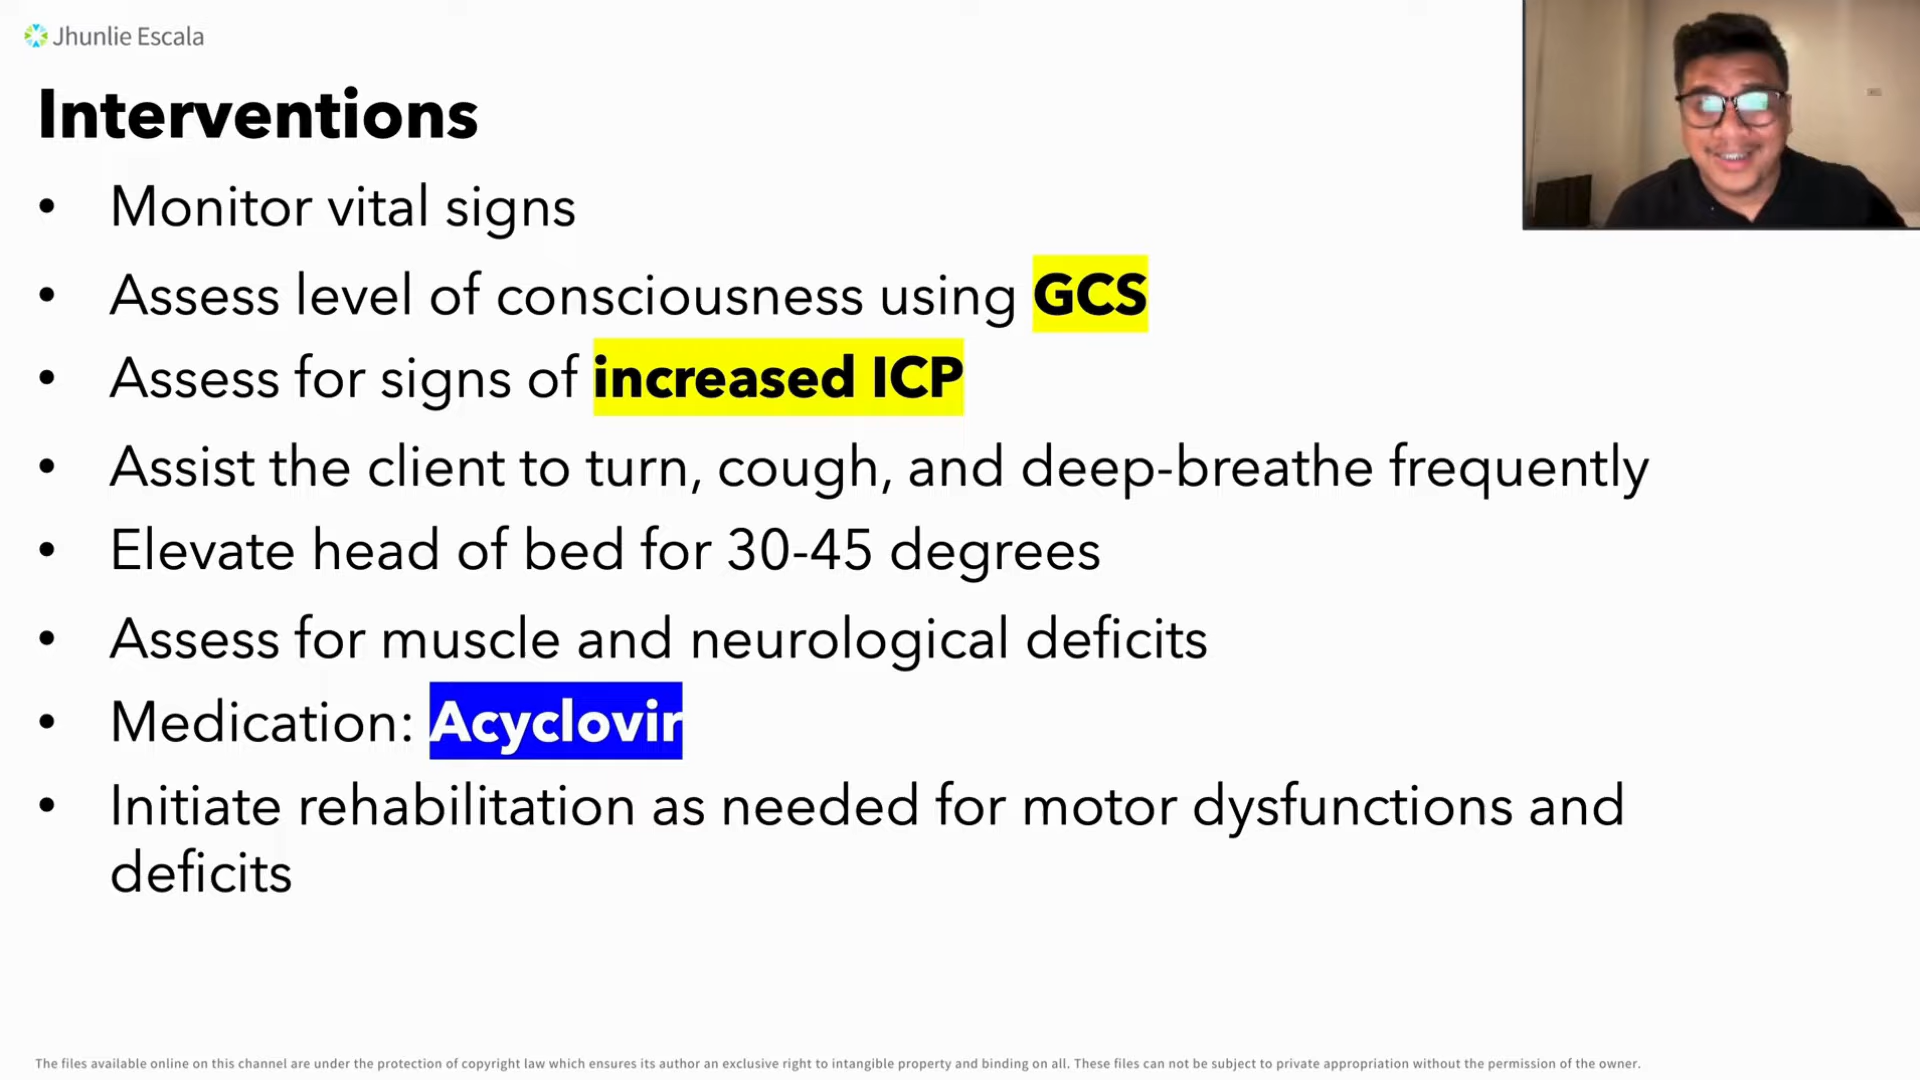 Jhunlie Escala
Interventions
• Monitor vital signs
• Assess level of consciousness using GCS
• Assess for signs of increased ICP
• Assist the client to turn, cough, and deep-breathe frequently
• Elevate head of bed for 30-45 degrees
• Assess for muscle and neurological deficits
• Medication: Acyclovir
• Initiate rehabilitation as needed for motor dysfunctions and
deficits
The files available online on this channel are under the protection of copyright law which ensures its author an exclusive right to intangible property and binding on all. These files can not be subject to private appropriation without the permission of the owner.